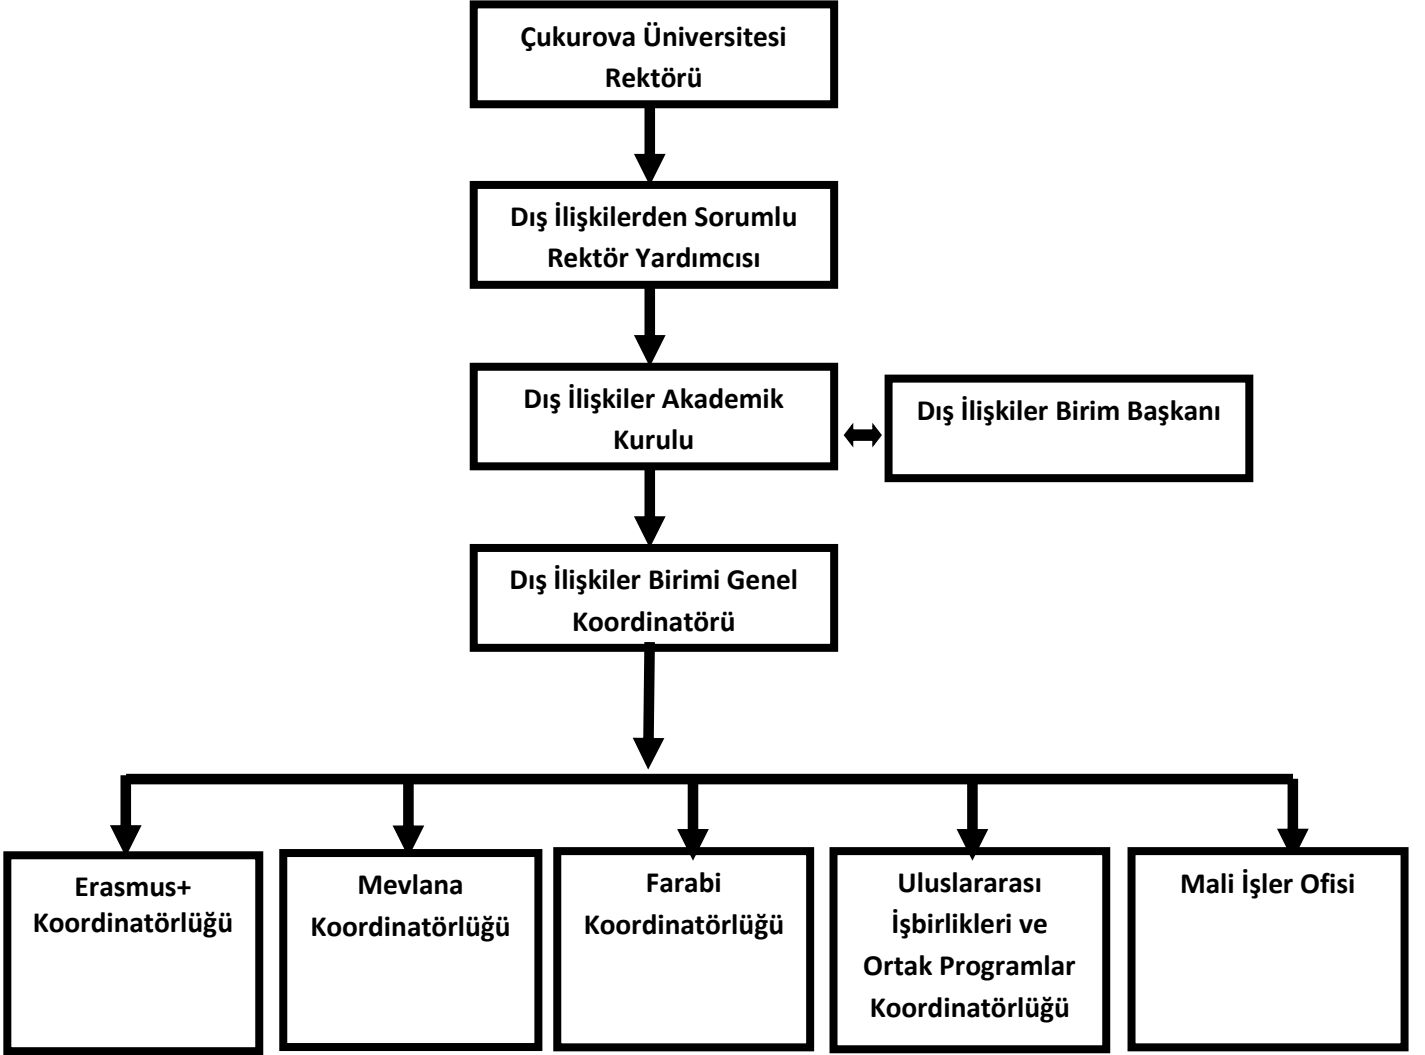 Çukurova Üniversitesi
Rektörü
Dış İlişkilerden Sorumlu
Rektör Yardımcısı
Dış İlişkiler Akademik
Kurulu
Dış İlişkiler Birim Başkanı
Dış İlişkiler Birimi Genel
Koordinatörü
Erasmus+
Koordinatörlüğü
Mevlana
Koordinatörlüğü
Farabi
Koordinatörlüğü
Uluslararası
İşbirlikleri ve
Ortak Programlar
Koordinatörlüğü
Mali İşler Ofisi